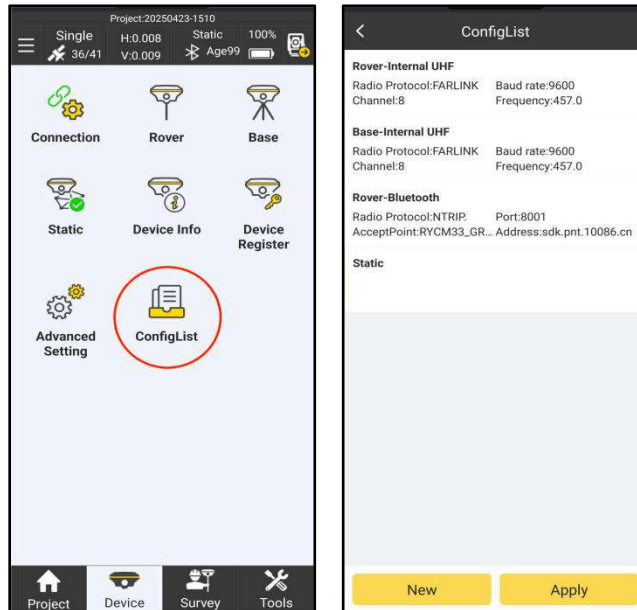 Project:20250423-1510
Single H:0.008 Static 100%
36/41 V:0.009 Age99
Connection
Rover
Base
Static
Device Info
Device
Register
Advanced
Setting
ConfigList
Project
Device
Survey
Tools
ConfigList
Rover-Internal UHF
Radio Protocol:FARLINK Baud rate:9600
Channel:8 Frequency:457.0
Base-Internal UHF
Radio Protocol:FARLINK Baud rate:9600
Channel:8 Frequency:457.0
Rover-Bluetooth
Radio Protocol:NTRIP. Port:8001
AcceptPoint:RYCM33_GR... Address:sdk.pnt.10086.cn
Static
New
Apply